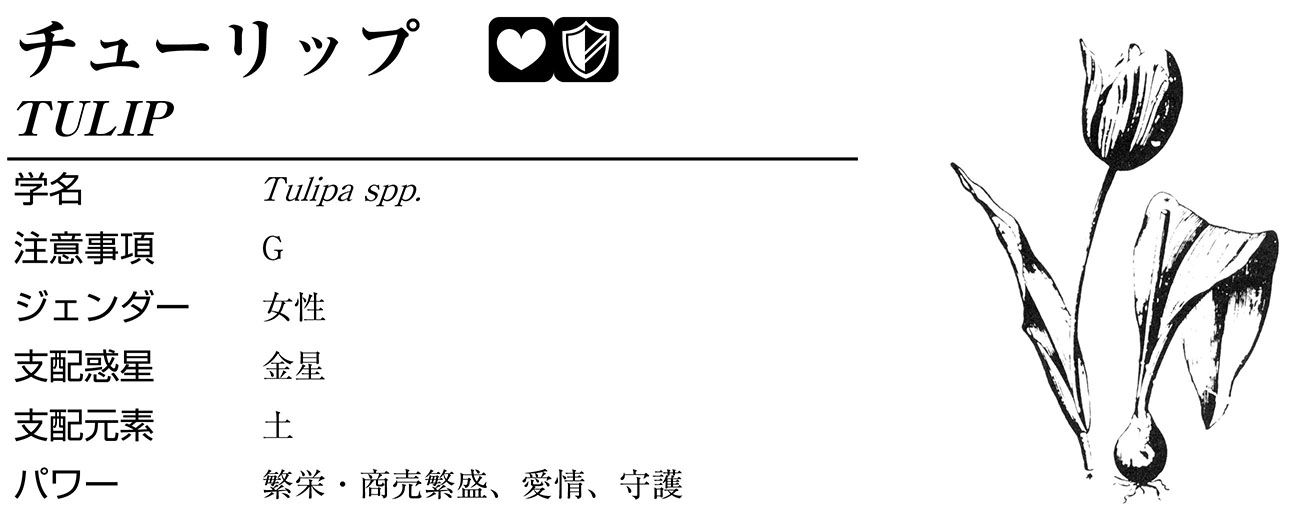 チューリップ
TULIP
学名 Tulipa spp.
注意事項 G
ジェンダー 女性
支配惑星 金星
支配元素 土
パワー 繁栄・商売繁盛、愛情、守護